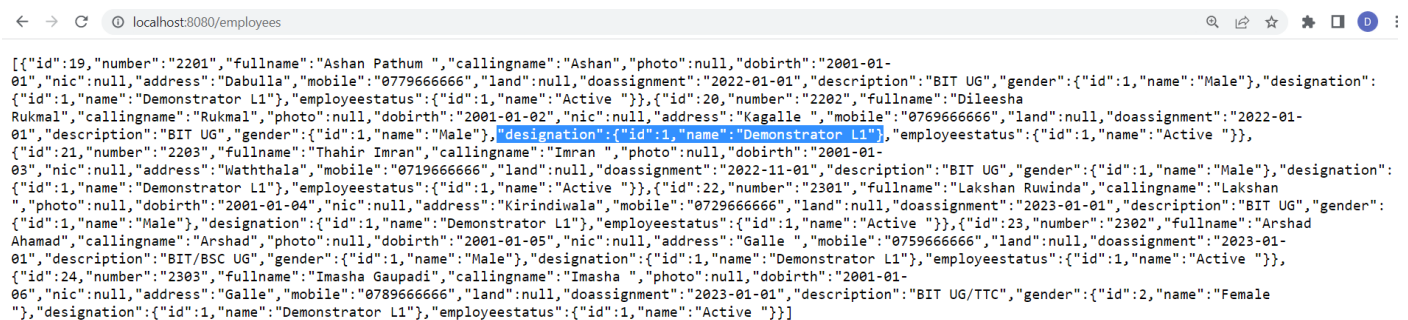 localhost:8080/employees
D
[{"id":19,"number":"2201","fullname":"Ashan Pathum ","callingname":"Ashan","photo":null,"dobirth":"2001-01-
01","nic":null,"address":"Dabulla","mobile":"0779666666","land":null,"doassignment":"2022-01-01","description":"BIT UG","gender":{"id":1,"name":"Male"},"designation":
{"id":1,"name":"Demonstrator L1"},"employeestatus":{"id":1,"name":"Active "}},{"id":20,"number":"2202","fullname":"Dileesha
Rukmal","callingname":"Rukmal","photo":null,"dobirth":"2001-01-02","nic":null,"address":"Kagalle ","mobile":"0769666666","land":null,"doassignment":"2022-01-
01","description":"BIT UG","gender":{"id":1,"name":"Male"},"designation":{"id":1,"name":"Demonstrator L1"},"employeestatus":{"id":1,"name":"Active "}},
{"id":21,"number":"2203","fullname":"Thahir Imran","callingname":"Imran ","photo":null,"dobirth":"2001-01-
03","nic":null,"address":"Waththala","mobile":"0719666666","land":null,"doassignment":"2022-11-01","description":"BIT UG","gender":{"id":1,"name":"Male"},"designation":
{"id":1,"name":"Demonstrator L1"},"employeestatus":{"id":1,"name":"Active "}},{"id":22,"number":"2301","fullname":"Lakshan Ruwinda","callingname":"Lakshan
","photo":null,"dobirth":"2001-01-04","nic":null,"address":"Kirindiwala","mobile":"0729666666","land":null,"doassignment":"2023-01-01","description":"BIT UG","gender":
{"id":1,"name":"Male"},"designation":{"id":1,"name":"Demonstrator L1"},"employeestatus":{"id":1,"name":"Active "}},{"id":23,"number":"2302","fullname":"Arshad
Ahamad","callingname":"Arshad","photo":null,"dobirth":"2001-01-05","nic":null,"address":"Galle ","mobile":"0759666666","land":null,"doassignment":"2023-01-
01","description":"BIT/BSC UG","gender":{"id":1,"name":"Male"},"designation":{"id":1,"name":"Demonstrator L1"},"employeestatus":{"id":1,"name":"Active "}},
{"id":24,"number":"2303","fullname":"Imasha Gaupadi","callingname":"Imasha ","photo":null,"dobirth":"2001-01-
06","nic":null,"address":"Galle","mobile":"0789666666","land":null,"doassignment":"2023-01-01","description":"BIT UG/TTC","gender":{"id":2,"name":"Female
"},"designation":{"id":1,"name":"Demonstrator L1"},"employeestatus":{"id":1,"name":"Active "}}]